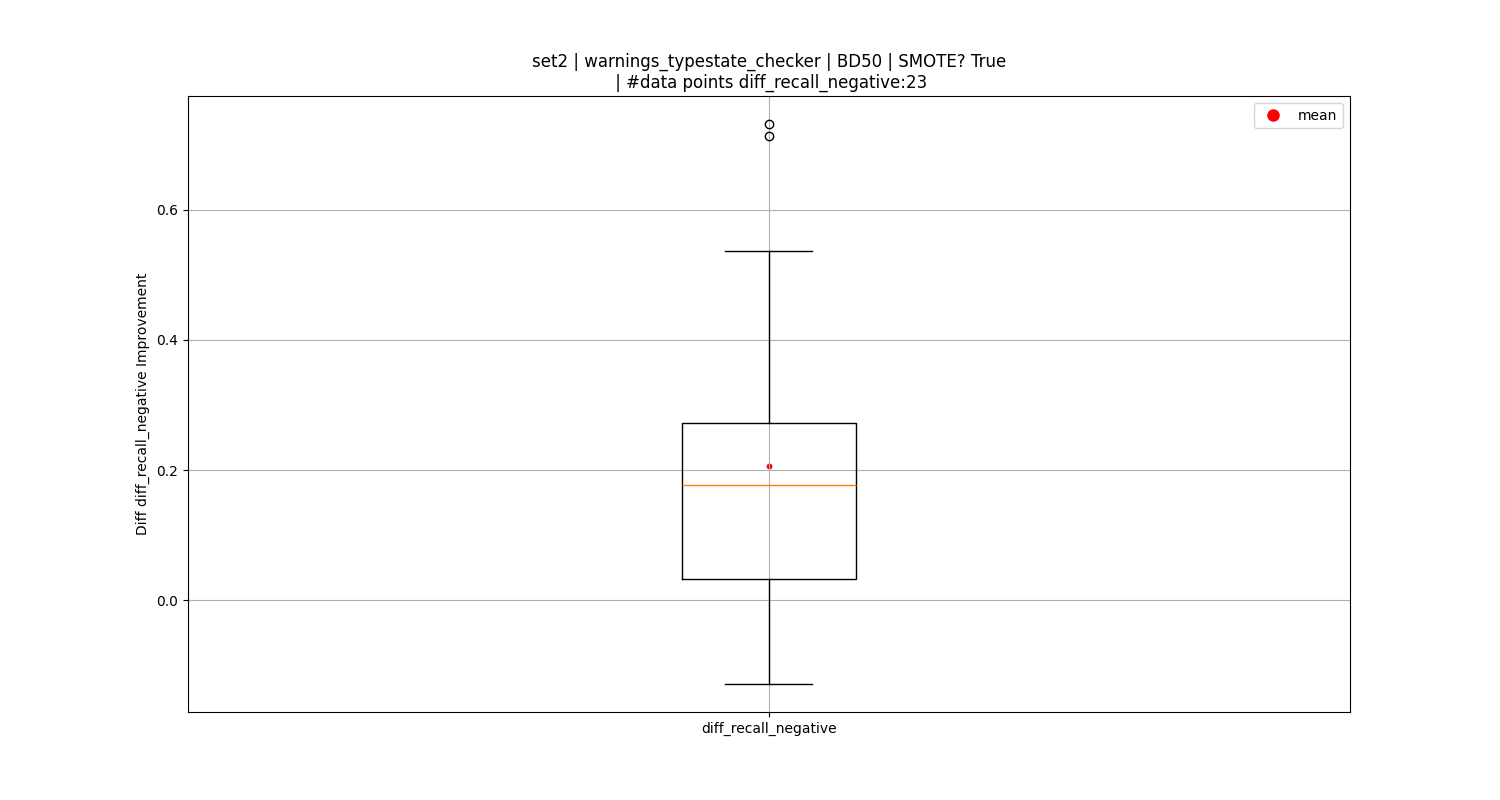 set2 | warnings_typestate_checker | BD50 | SMOTE? True
| #data points diff_recall_negative:23
mean
0.6
0.4
0.2
0.0
Diff diff_recall_negative Improvement
diff_recall_negative